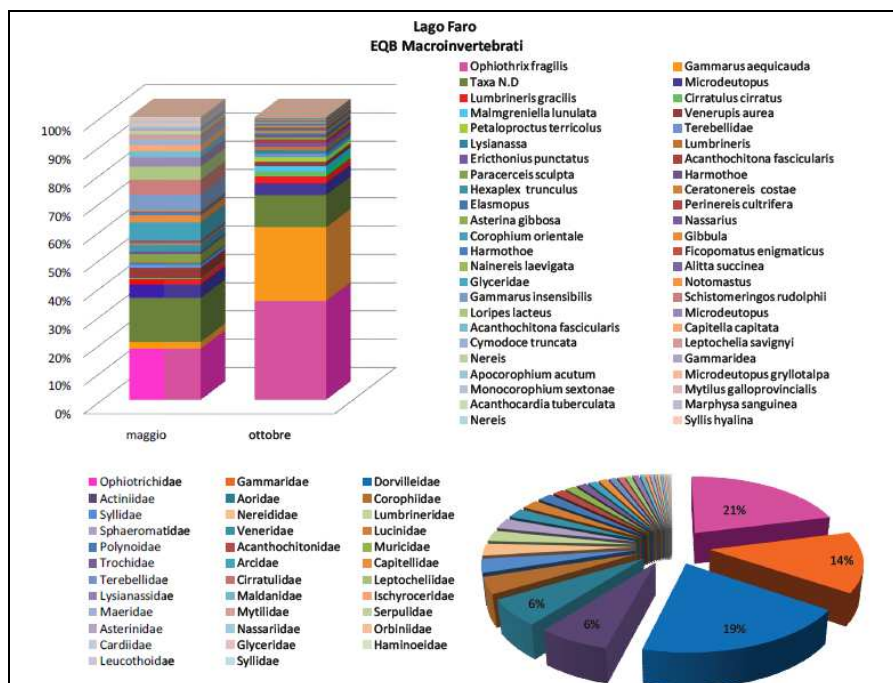 Lago Faro
EQB Macroinvertebrati
100%
90%
80%
70%
60%
50%
40%
30%
20%
10%
0%
maggio ottobre
Ophiothrix fragilis Gammarus aequicauda
Taxa N.D Microdeutopus
Lumbrineris gracilis Cirratulus cirratus
Malmgreniella lunulata Venerupis aurea
Petaloproctus terricolus Terebellidae
Lysianassa Lumbrineris
Ericthonius punctatus Acanthochitona fascicularis
Paracerceis sculpta Harmothoe
Hexaplex trunculus Ceratonereis costae
Elasmopus Perinereis cultrifera
Asterina gibbosa Nassarius
Corophium orientale Gibbula
Harmothoe Ficopomatus enigmaticus
Nainereis laevigata Alitta succinea
Glyceridae Notomastus
Gammarus insensibilis Schistomeringos rudolphii
Loripes lacteus Microdeutopus
Acanthochitona fascicularis Capitella capitata
Cymodoce truncata Leptochelia savignyi
Nereis Gammaridea
Apocorophium acutum Microdeutopus gryllotalpa
Monocorophium sextonae Mytilus galloprovincialis
Acanthocardia tuberculata Marphysa sanguinea
Nereis Syllis hyalina
Ophiotrichidae Gammaridae Dorvilleidae
Actiniidae Aoridae Corophiidae
Syllidae Nereididae Lumbrineridae
Sphaeromatidae Veneridae Lucinidae
Polynoidae Acanthochitonidae Muricidae
Trochidae Arcidae Capitellidae
Terebellidae Cirratulidae Leptocheliidae
Lysianassidae Maldanidae Ischyroceridae
Maeridae Mytilidae Serpulidae
Asterinidae Nassariidae Orbiniidae
Cardiidae Glyceridae Haminoeidae
Leucothoidae Syllidae
21%
14%
19%
6%
6%